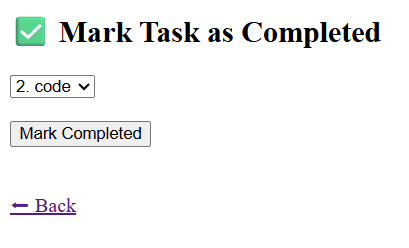 ✅ Mark Task as Completed
2. code
Mark Completed
⬅ Back